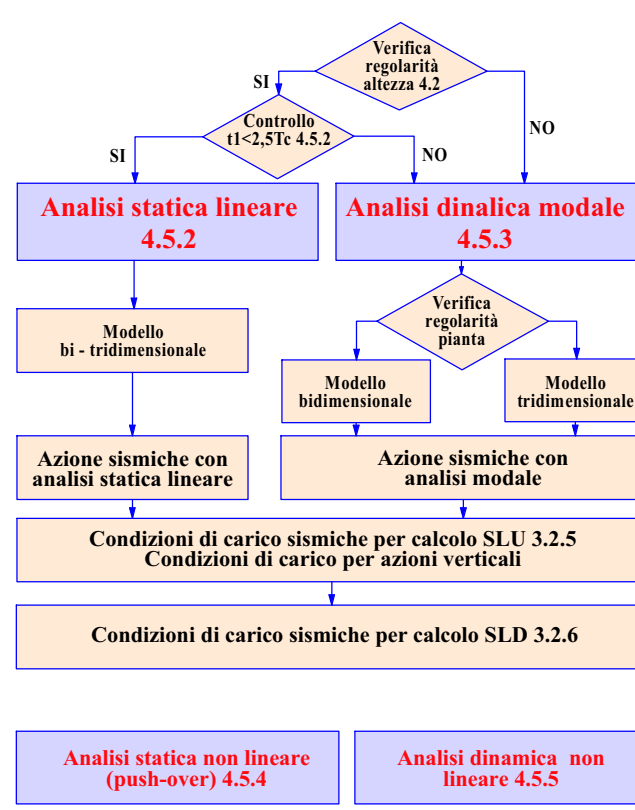 Verifica
regolarità
altezza 4.2
SI
Controllo
t1<2,5Tc 4.5.2
NO
SI
NO
Analisi statica lineare
4.5.2
Analisi dinalica modale
4.5.3
Verifica
regolarità
pianta
Modello
bi - tridimensionale
Modello
bidimensionale
Modello
tridimensionale
Azione sismiche con
analisi statica lineare
Azione sismiche con
analisi modale
Condizioni di carico sismiche per calcolo SLU 3.2.5
Condizioni di carico per azioni verticali
Condizioni di carico sismiche per calcolo SLD 3.2.6
Analisi statica non lineare
(push-over) 4.5.4
Analisi dinamica non
lineare 4.5.5